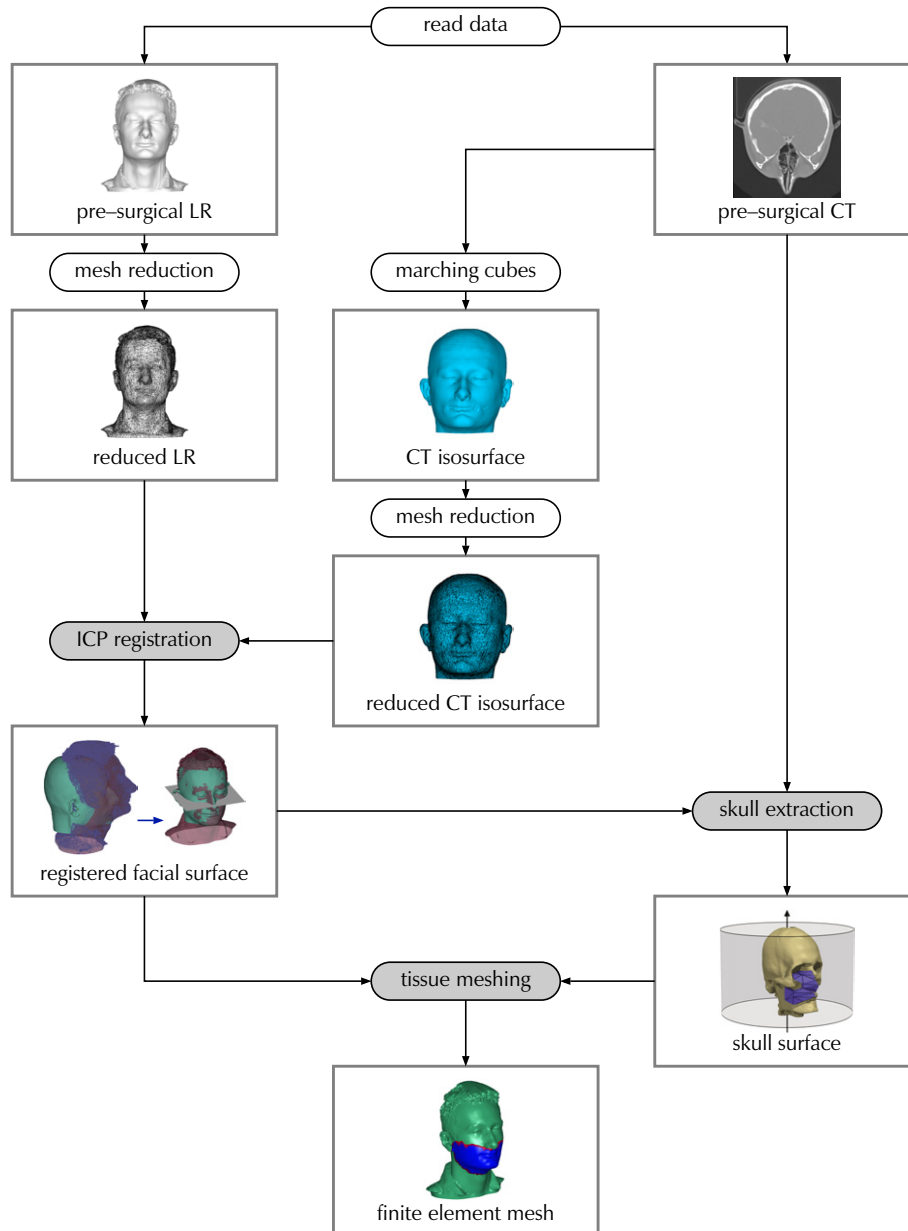 read data
pre–surgical LR
pre–surgical CT
mesh reduction
marching cubes
reduced LR
CT isosurface
mesh reduction
ICP registration
reduced CT isosurface
registered facial surface
skull extraction
tissue meshing
skull surface
finite element mesh